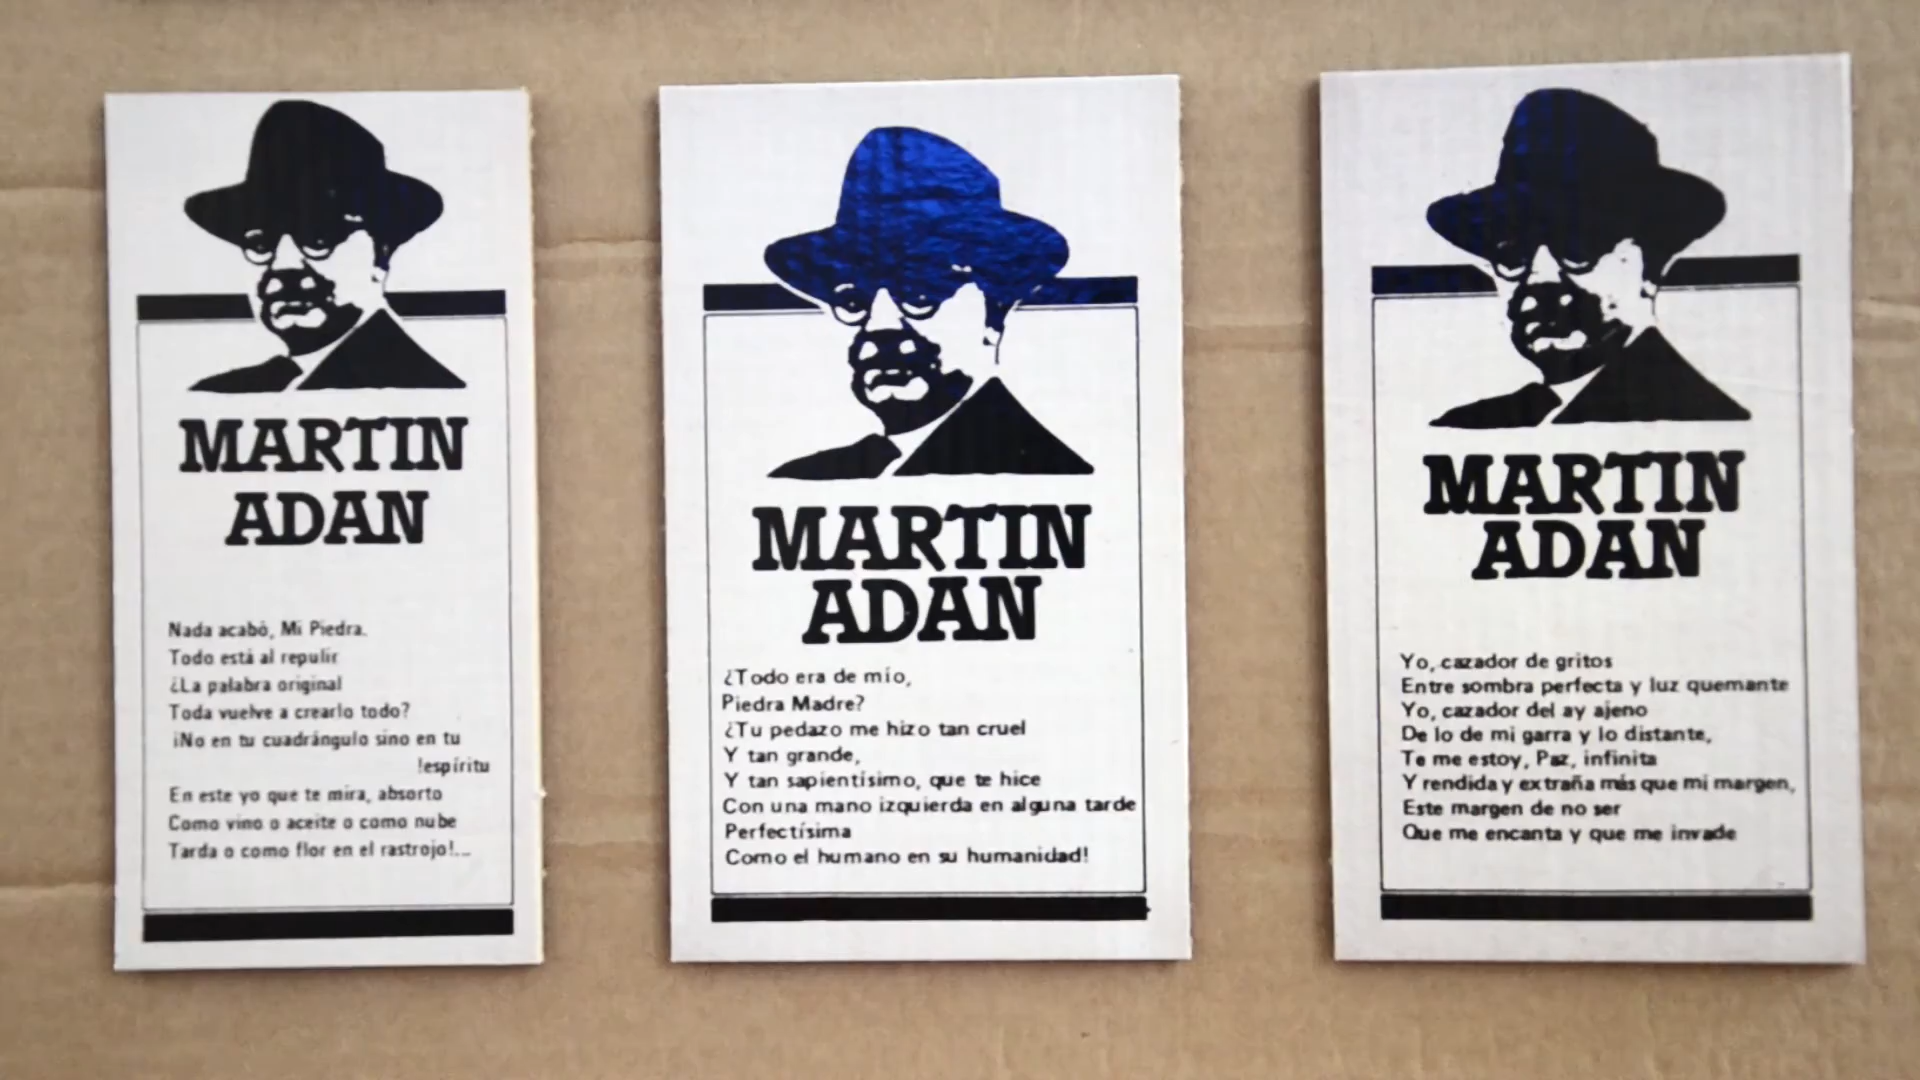 MARTIN
ADAN
Nada acabó, Mi Piedra.
Todo está al repulir
¿La palabra original
Toda vuelve a crearlo todo?
¡No en tu cuadrángulo sino en tu
!espíritu
En este yo que te mira, absorto
Como vino o aceite o como nube
Tarda o como flor en el rastrojo!...
MARTIN
ADAN
¿Todo era de mío,
Piedra Madre?
¿Tu pedazo me hizo tan cruel
Y tan grande,
Y tan sapientísimo, que te hice
Con una mano izquierda en alguna tarde
Perfectísima
Como el humano en su humanidad!
MARTIN
ADAN
Yo, cazador de gritos
Entre sombra perfecta y luz quemante
Yo, cazador del ay ajeno
De lo de mi garra y lo distante,
Te me estoy, Paz, infinita
Y rendida y extraña más que mi margen,
Este margen de no ser
Que me encanta y que me invade